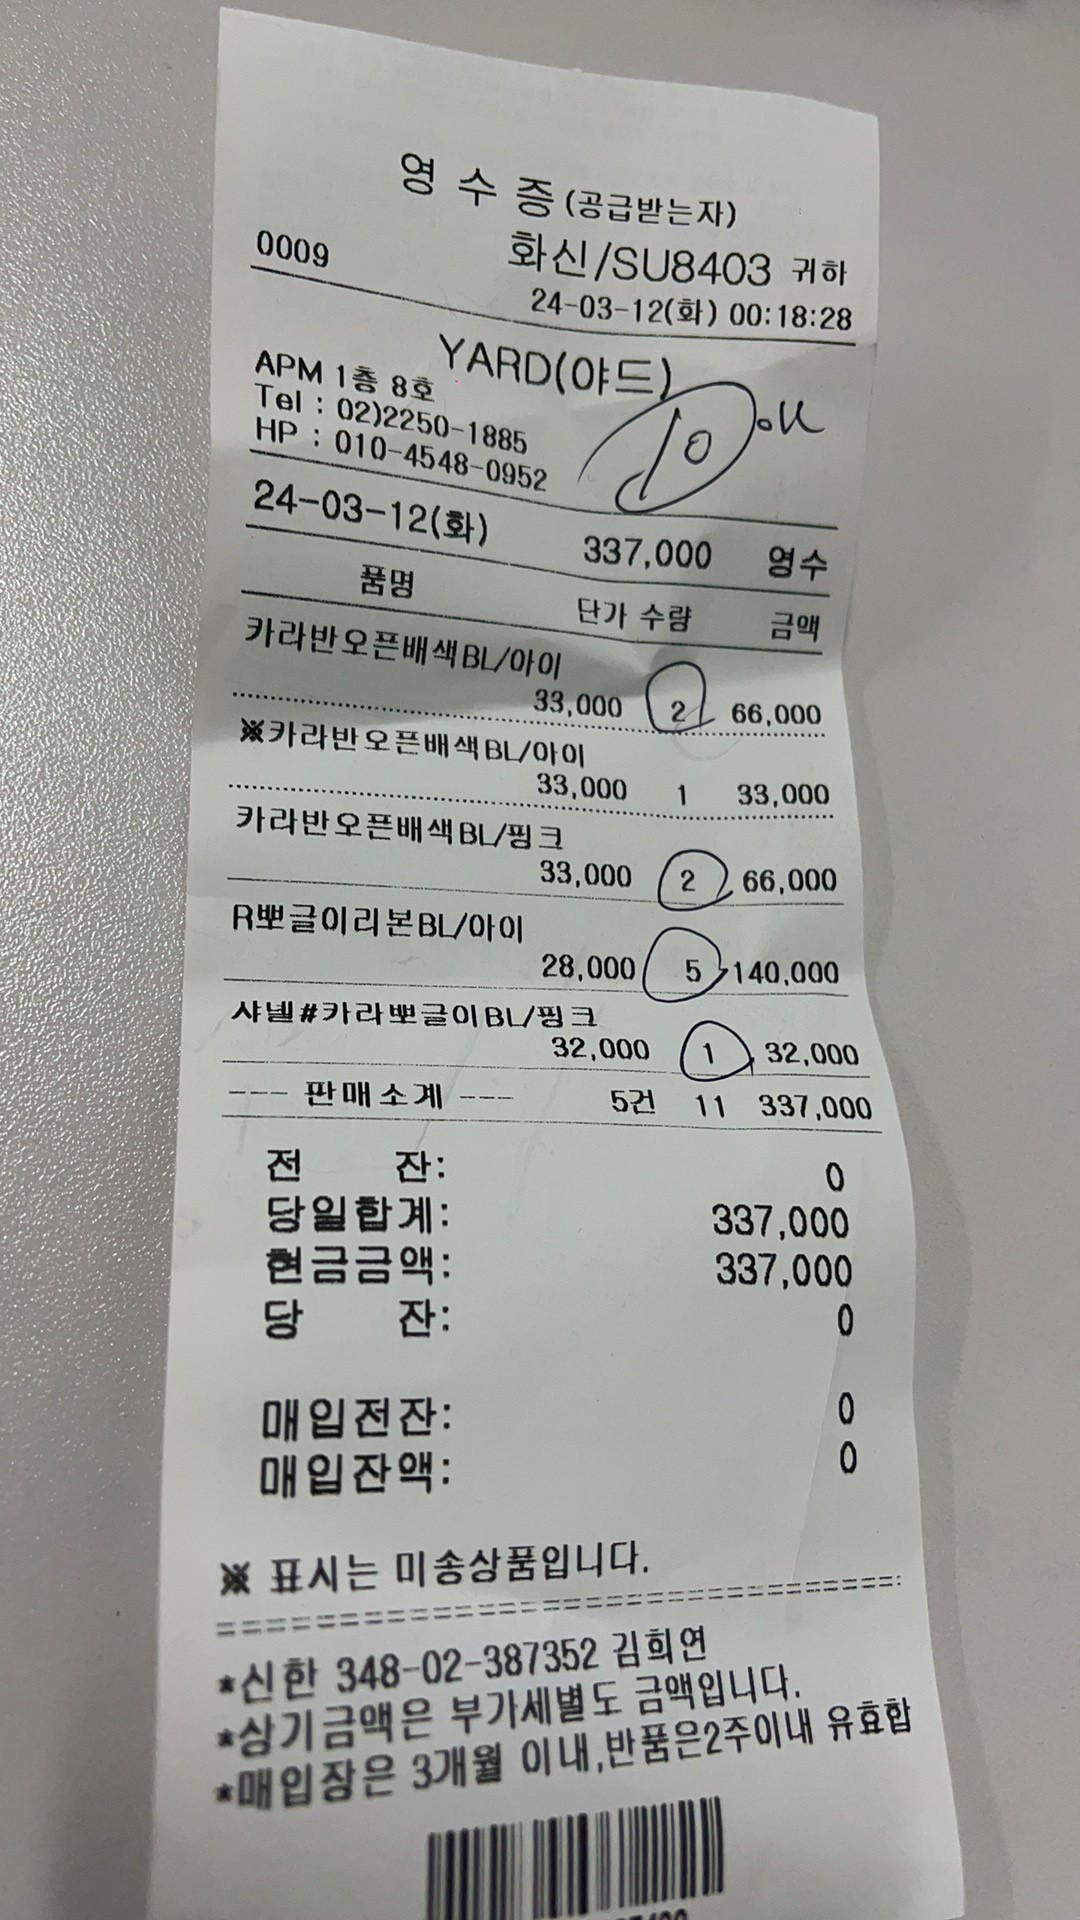 영 수 증 (공급받는자)
0009 화신/SU8403 귀하
24-03-12(화) 00:18:28
YARD(야드)
APM 1층 8호
Tel : 02)2250-1885
HP : 010-4548-0952
10 OK
24-03-12(화) 337,000 영수
품명 단가 수량 금액
카라반오픈배색BL/아이
33,000 2 66,000
※카라반오픈배색BL/아이
33,000 1 33,000
카라반오픈배색BL/핑크
33,000 2 66,000
R뽀글이리본BL/아이
28,000 5 140,000
샤넬#카라뽀글이BL/핑크
32,000 1 32,000
--- 판매소계 --- 5건 11 337,000
전 잔: 0
당일합계: 337,000
현금금액: 337,000
당 잔: 0
매입전잔: 0
매입잔액: 0
※ 표시는 미송상품입니다.
*신한 348-02-387352 김희연
*상기금액은 부가세별도 금액입니다.
*매입장은 3개월 이내,반품은2주이내 유효합